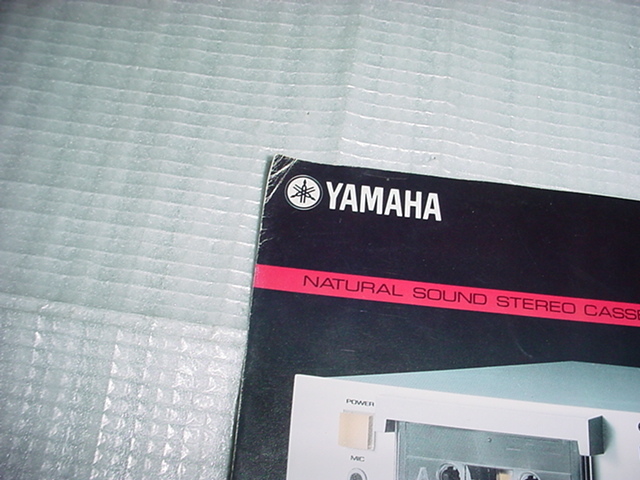 YAMAHA
NATURAL SOUND STEREO CASSE
POWER
MIC
A